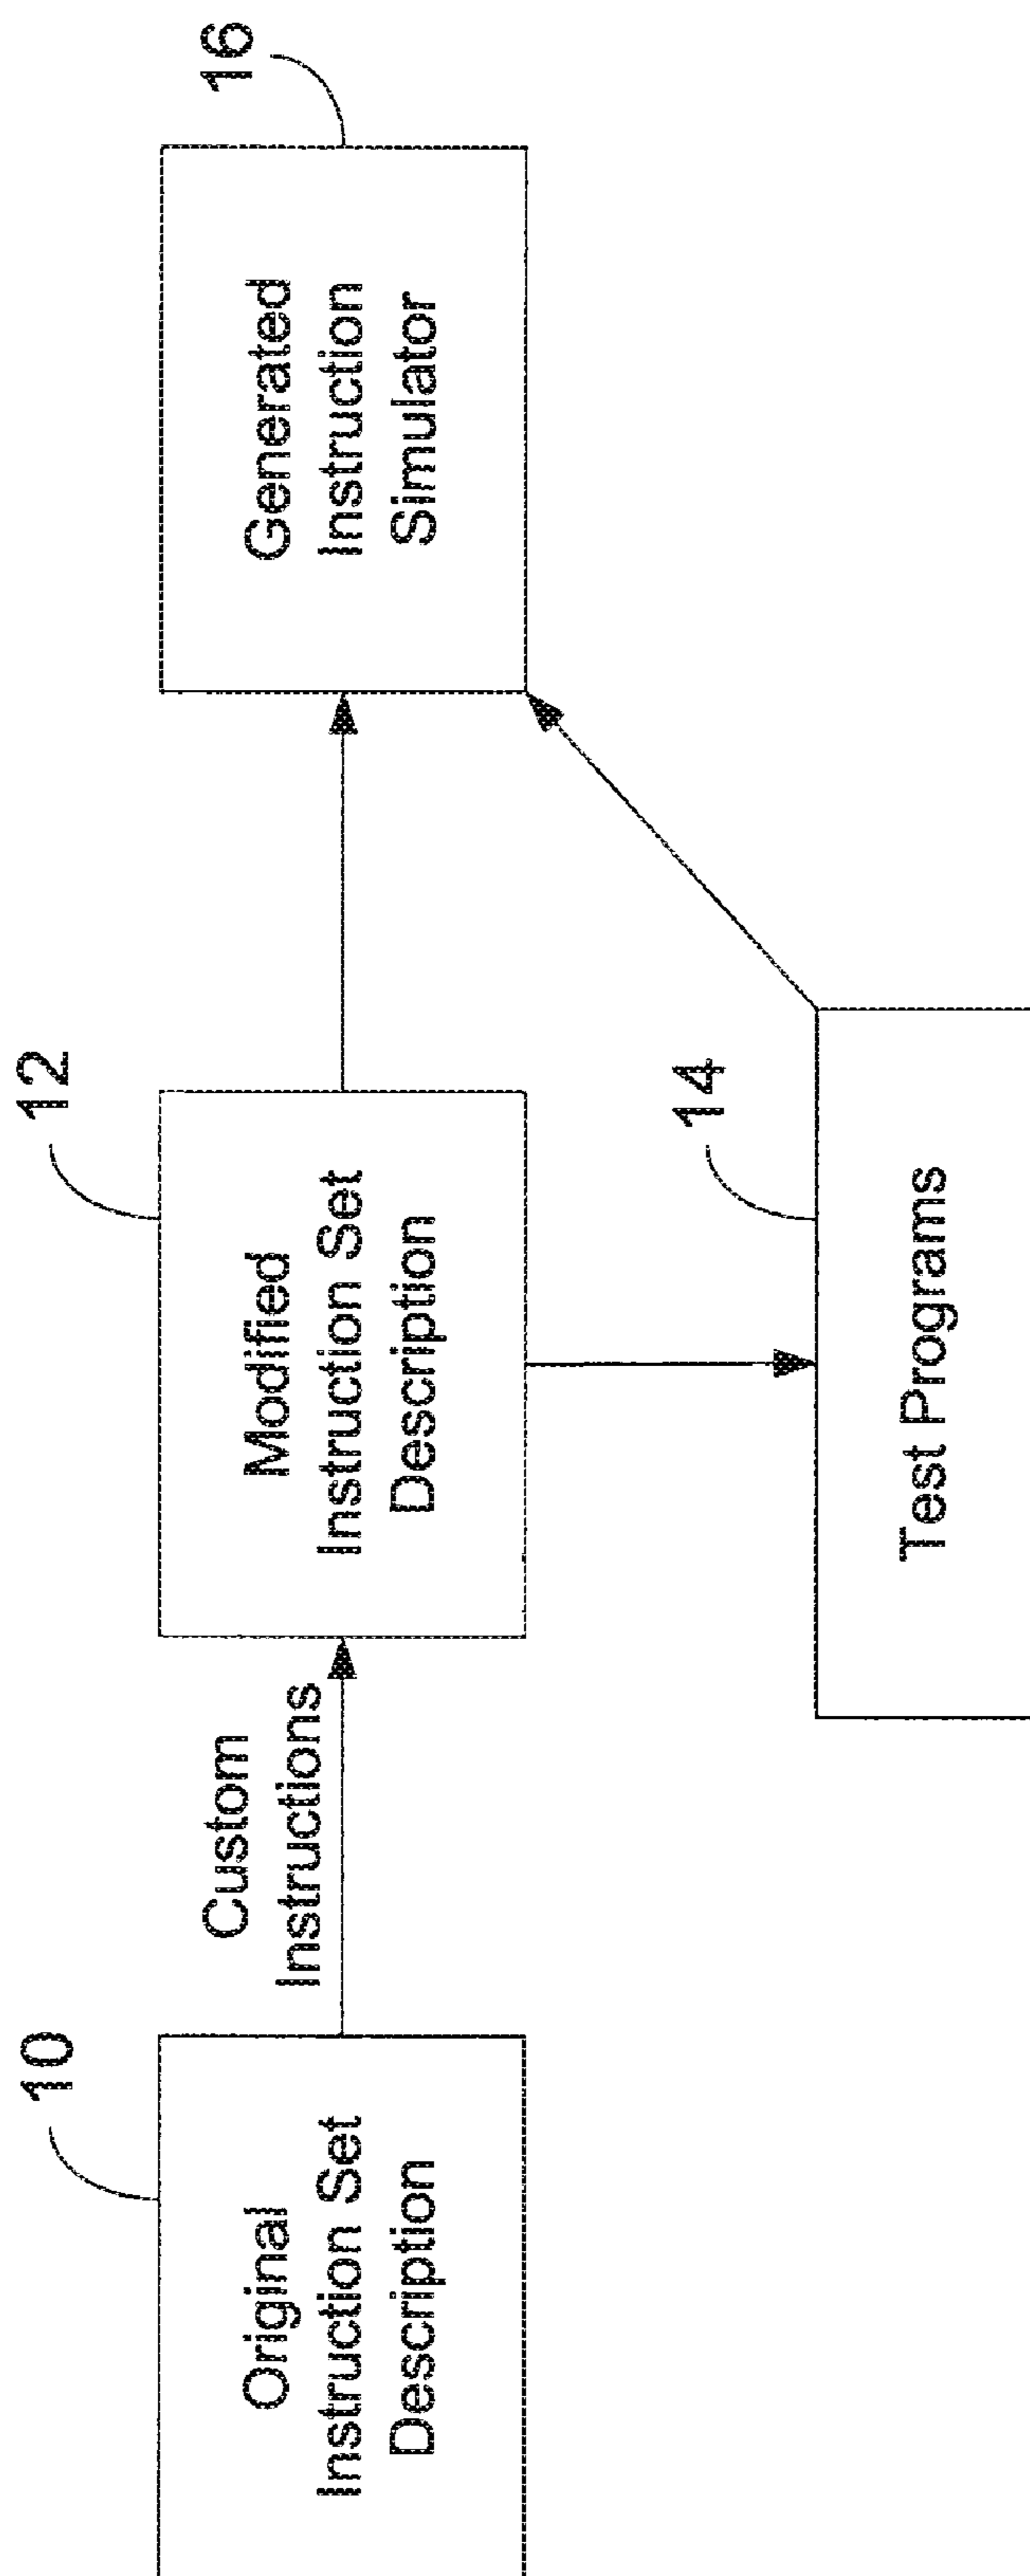 10
Original
Instruction Set
Description
Custom
Instructions
12
Modified
Instruction Set
Description
14
Test Programs
16
Generated
Instruction
Simulator